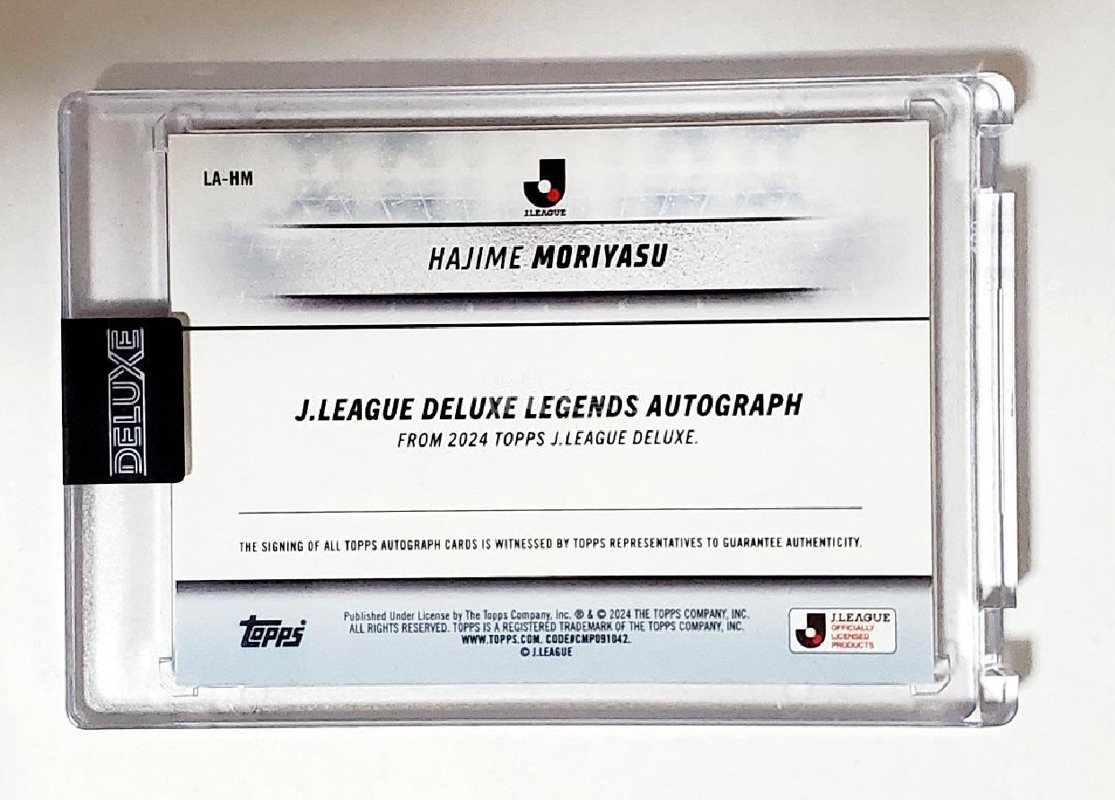 LA-HM
J.LEAGUE
HAJIME MORIYASU
DELUXE
J.LEAGUE DELUXE LEGENDS AUTOGRAPH
FROM 2024 TOPPS J.LEAGUE DELUXE.
THE SIGNING OF ALL TOPPS AUTOGRAPH CARDS IS WITNESSED BY TOPPS REPRESENTATIVES TO GUARANTEE AUTHENTICITY.
topps®
Published Under License by The Topps Company, Inc. ® & © 2024 THE TOPPS COMPANY, INC.
ALL RIGHTS RESERVED. TOPPS IS A REGISTERED TRADEMARK OF THE TOPPS COMPANY, INC.
WWW.TOPPS.COM. CODE#CMP091042.
© J.LEAGUE
J.LEAGUE
OFFICIALLY
LICENSED
PRODUCTS